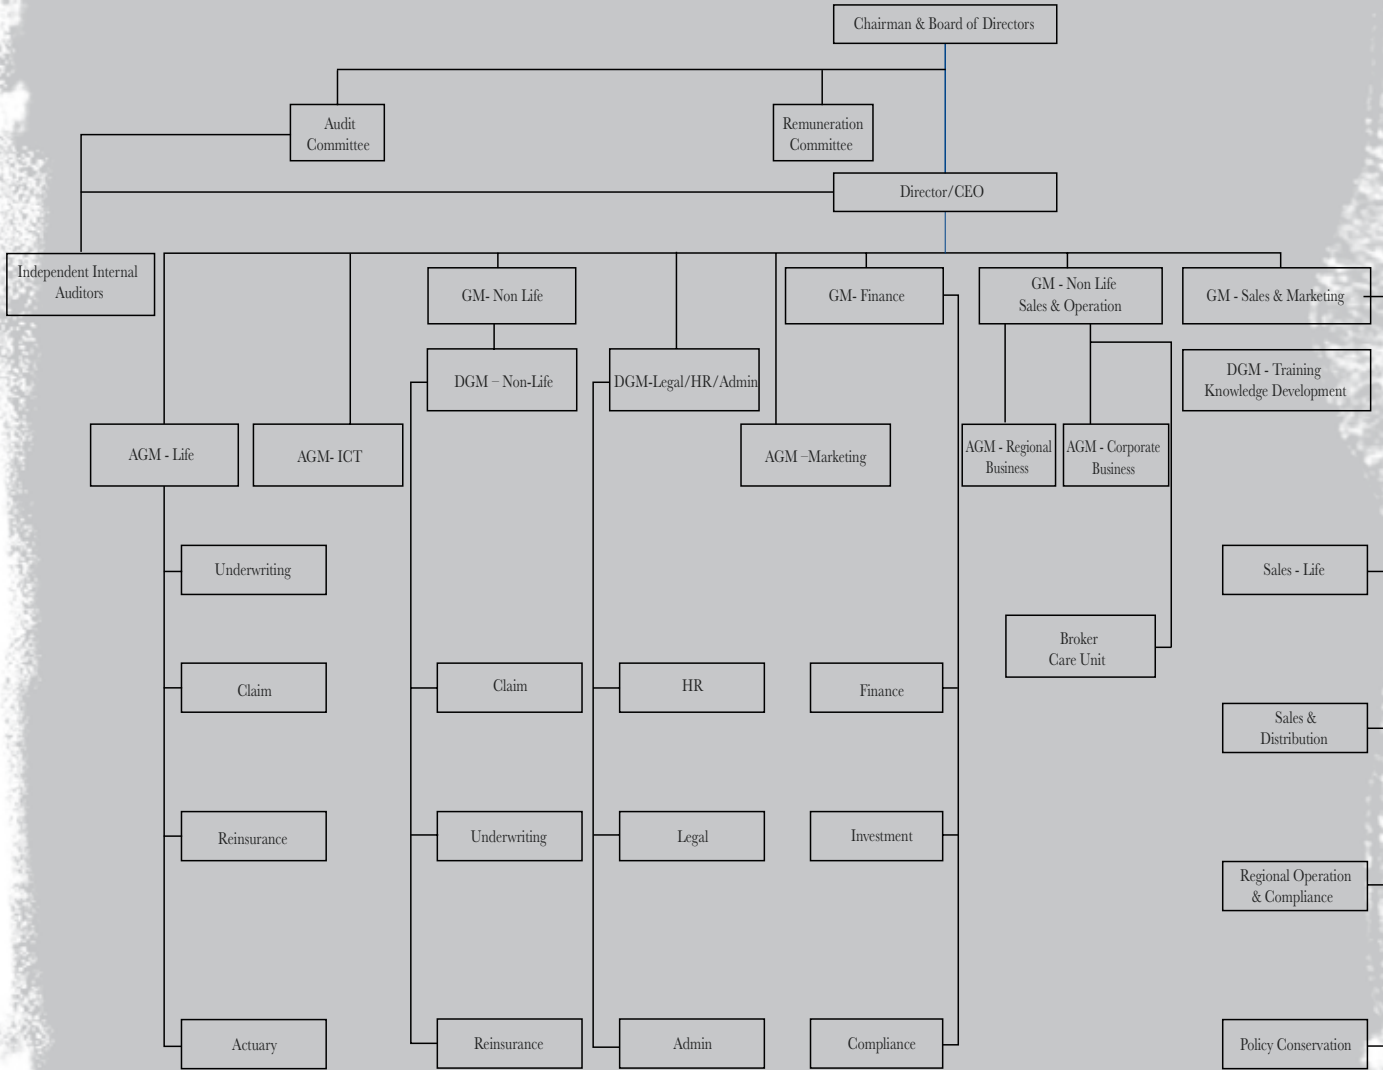 Chairman & Board of Directors
Audit
Committee
Remuneration
Committee
Director/CEO
Independent Internal
Auditors
GM- Non Life
GM- Finance
GM - Non Life
Sales & Operation
GM - Sales & Marketing
DGM – Non-Life
DGM-Legal/HR/Admin
DGM - Training
Knowledge Development
AGM - Life
AGM- ICT
AGM –Marketing
AGM - Regional
Business
AGM - Corporate
Business
Underwriting
Sales - Life
Broker
Care Unit
Claim
Claim
HR
Finance
Sales &
Distribution
Reinsurance
Underwriting
Legal
Investment
Regional Operation
& Compliance
Actuary
Reinsurance
Admin
Compliance
Policy Conservation